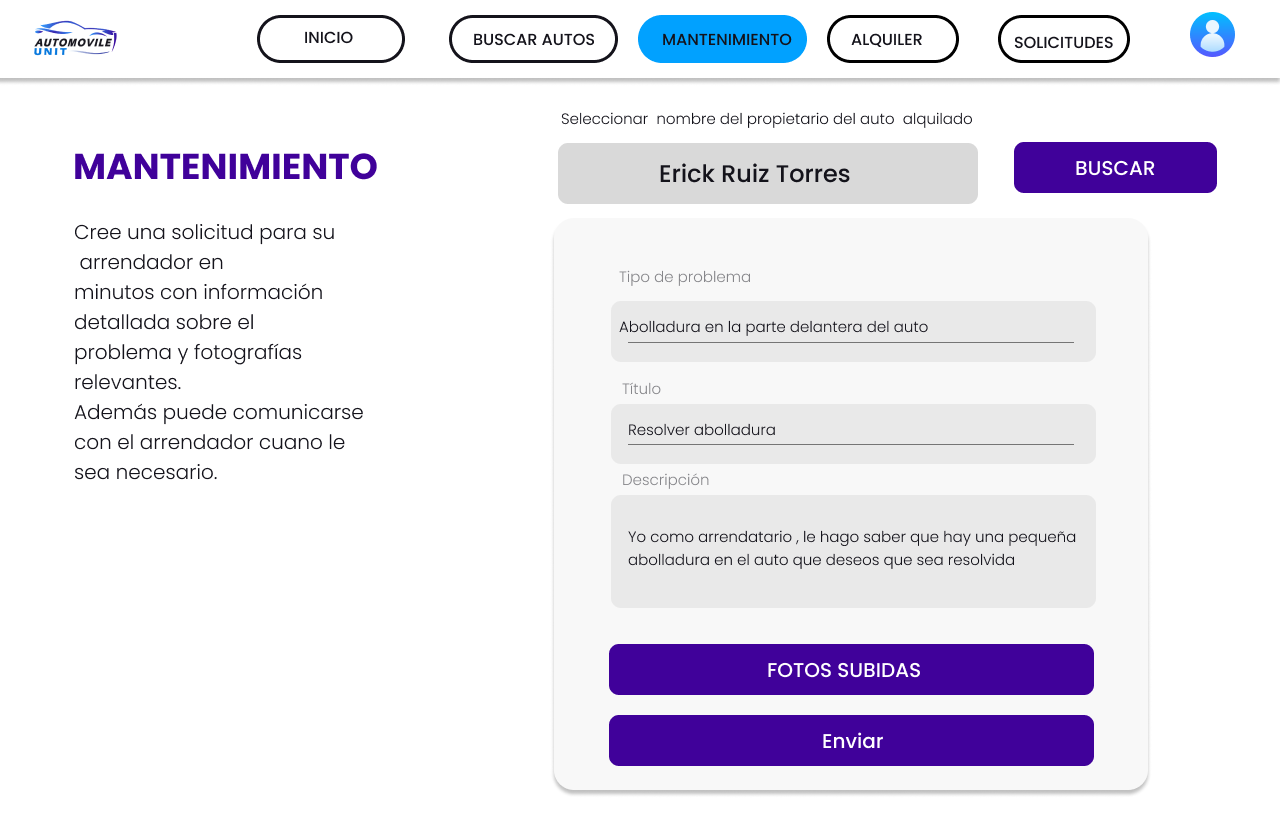 AUTOMOVILE
UNIT
INICIO
BUSCAR AUTOS
MANTENIMIENTO
ALQUILER
SOLICITUDES
MANTENIMIENTO
Cree una solicitud para su
arrendador en
minutos con información
detallada sobre el
problema y fotografías
relevantes.
Además puede comunicarse
con el arrendador cuano le
sea necesario.
Seleccionar nombre del propietario del auto alquilado
Erick Ruiz Torres
BUSCAR
Tipo de problema
Abolladura en la parte delantera del auto
Título
Resolver abolladura
Descripción
Yo como arrendatario , le hago saber que hay una pequeña
abolladura en el auto que deseos que sea resolvida
FOTOS SUBIDAS
Enviar